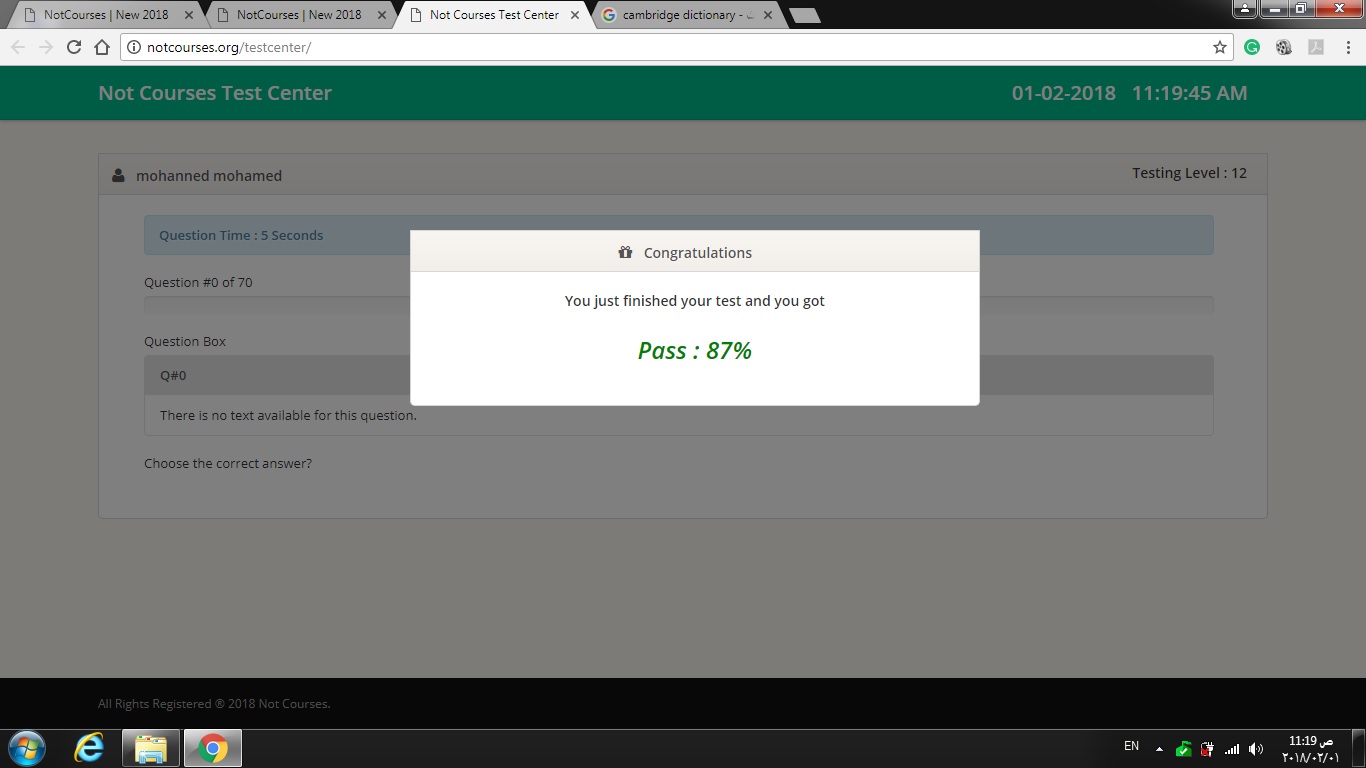 NotCourses | New 2018
NotCourses | New 2018
Not Courses Test Center
cambridge dictionary -
notcourses.org/testcenter/
Not Courses Test Center
01-02-2018 11:19:45 AM
mohanned mohamed
Testing Level : 12
Question Time : 5 Seconds
Congratulations
Question #0 of 70
You just finished your test and you got
Question Box
Pass : 87%
Q#0
There is no text available for this question.
Choose the correct answer?
All Rights Registered ® 2018 Not Courses.
EN
11:19 ص
٢٠١٨/٠٢/٠١